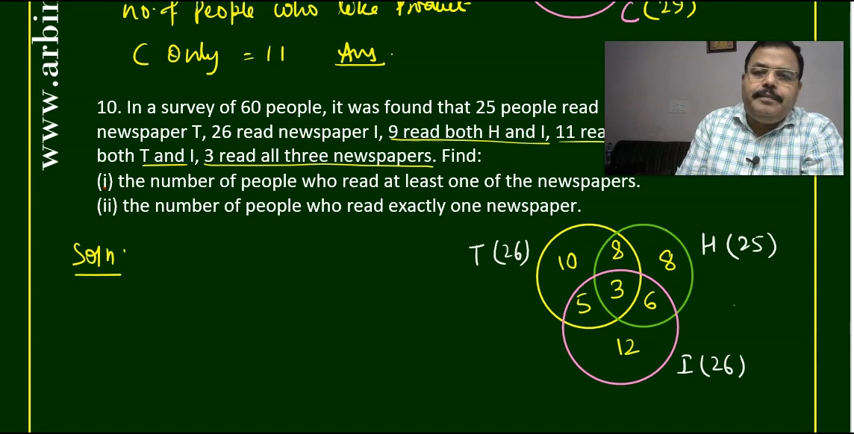 no. of People who like Product
C Only = 11 Ans.
C (29)
www.arbin
10. In a survey of 60 people, it was found that 25 people read
newspaper T, 26 read newspaper I, 9 read both H and I, 11 rea
both T and I, 3 read all three newspapers. Find:
(i) the number of people who read at least one of the newspapers.
(ii) the number of people who read exactly one newspaper.
Soln.
T (26)
H (25)
10
8
8
3
5
6
12
I (26)